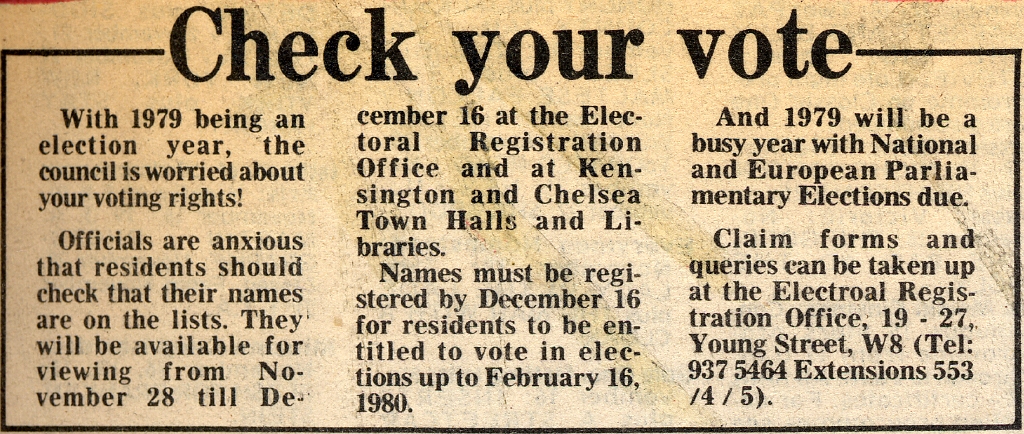 Check your vote
With 1979 being an
election year, the
council is worried about
your voting rights!
Officials are anxious
that residents should
check that their names
are on the lists. They
will be available for
viewing from No-
vember 28 till De-
cember 16 at the Elec-
toral Registration
Office and at Ken-
sington and Chelsea
Town Halls and Li-
braries.
Names must be regi-
stered by December 16
for residents to be en-
titled to vote in elec-
tions up to February 16,
1980.
And 1979 will be a
busy year with National
and European Parlia-
mentary Elections due.
Claim forms and
queries can be taken up
at the Electroal Regis-
tration Office, 19 - 27,
Young Street, W8 (Tel:
937 5464 Extensions 553
/4 / 5).